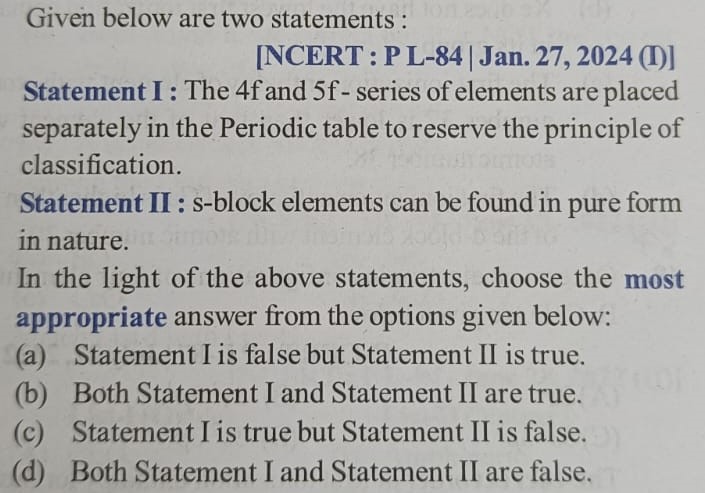 Given below are two statements :
[NCERT : P L-84 | Jan. 27, 2024 (I)]
Statement I : The 4f and 5f - series of elements are placed
separately in the Periodic table to reserve the principle of
classification.
Statement II : s-block elements can be found in pure form
in nature.
In the light of the above statements, choose the most
appropriate answer from the options given below:
(a) Statement I is false but Statement II is true.
(b) Both Statement I and Statement II are true.
(c) Statement I is true but Statement II is false.
(d) Both Statement I and Statement II are false.